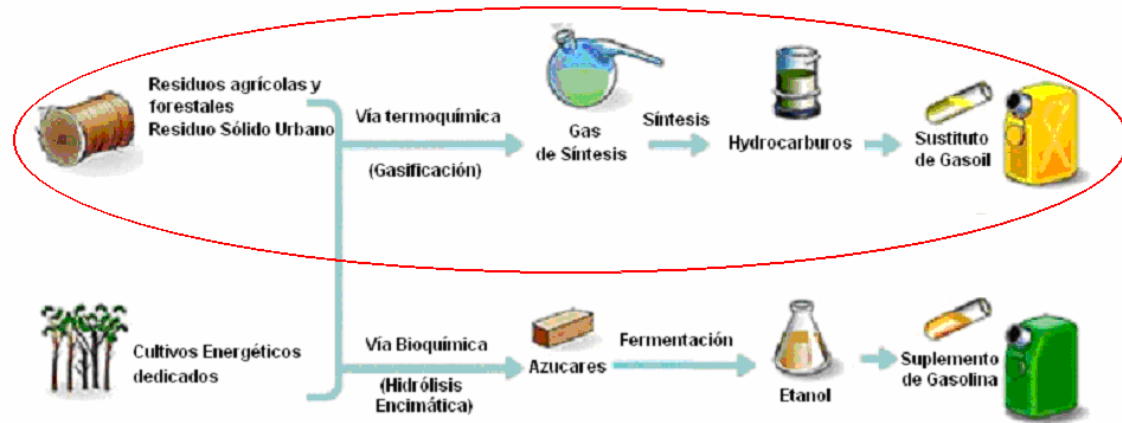 Residuos agrícolas y
forestales
Residuo Sólido Urbano
Vía termoquímica
(Gasificación)
Gas
de Síntesis
Síntesis
Hydrocarburos
Sustituto
de Gasoil
Cultivos Energéticos
dedicados
Vía Bioquímica
(Hidrólisis
Encimática)
Azucares
Fermentación
Etanol
Suplemento
de Gasolina